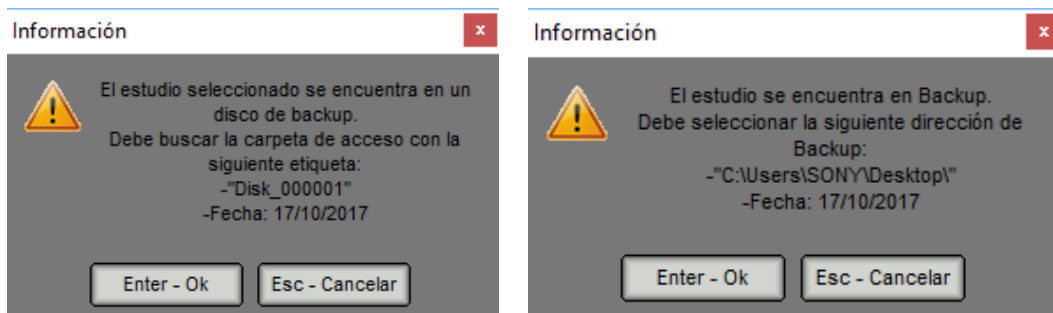 Información
x
El estudio seleccionado se encuentra en un
disco de backup.
Debe buscar la carpeta de acceso con la
siguiente etiqueta:
-"Disk_000001"
-Fecha: 17/10/2017
Enter - Ok
Esc - Cancelar
Información
x
El estudio se encuentra en Backup.
Debe seleccionar la siguiente dirección de
Backup:
-"C:\Users\SONY\Desktop\"
-Fecha: 17/10/2017
Enter - Ok
Esc - Cancelar